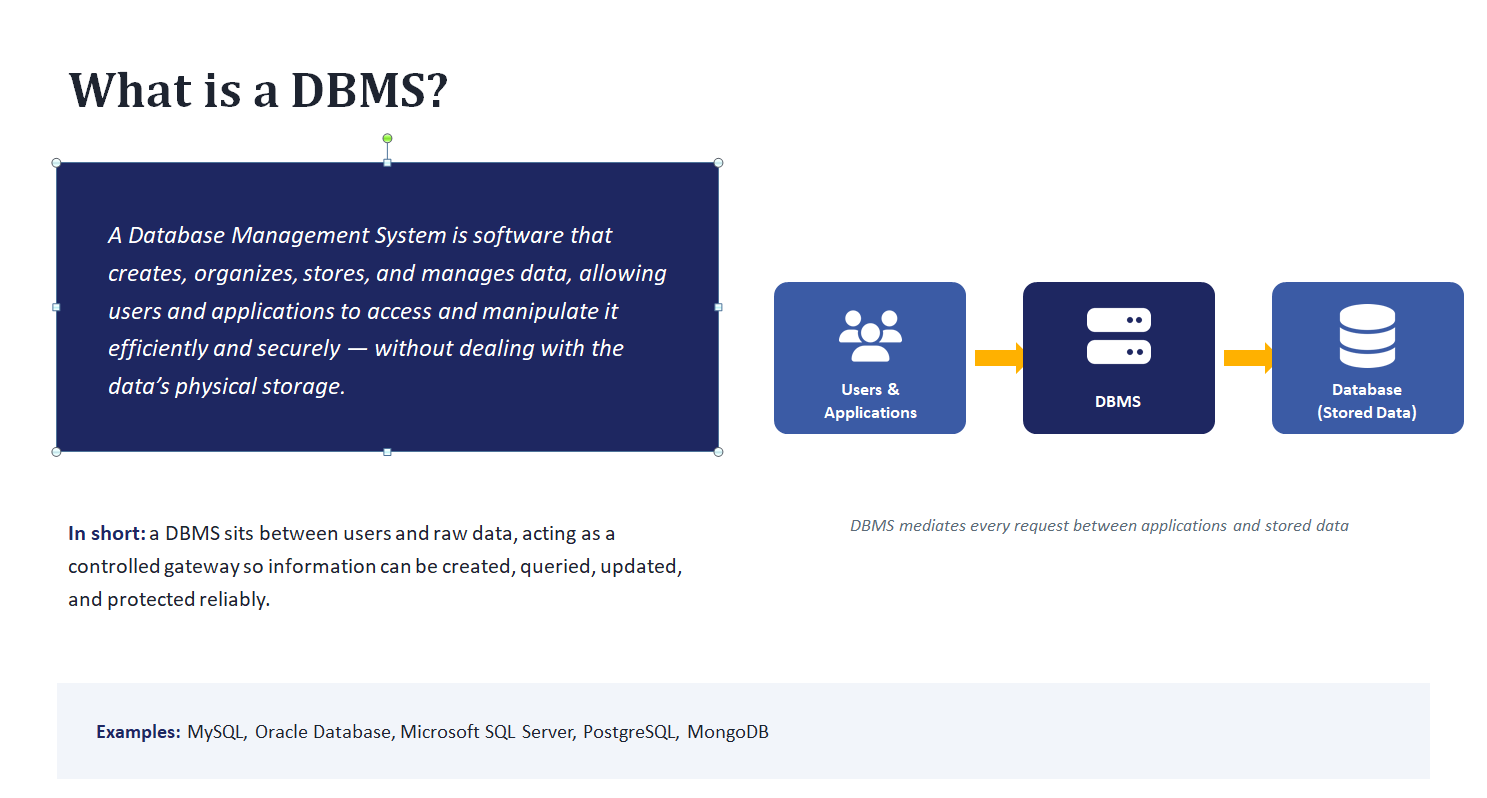 What is a DBMS?
A Database Management System is software that
creates, organizes, stores, and manages data, allowing
users and applications to access and manipulate it
efficiently and securely — without dealing with the
data’s physical storage.
Users &
Applications
DBMS
Database
(Stored Data)
In short: a DBMS sits between users and raw data, acting as a
controlled gateway so information can be created, queried, updated,
and protected reliably.
DBMS mediates every request between applications and stored data
Examples: MySQL, Oracle Database, Microsoft SQL Server, PostgreSQL, MongoDB